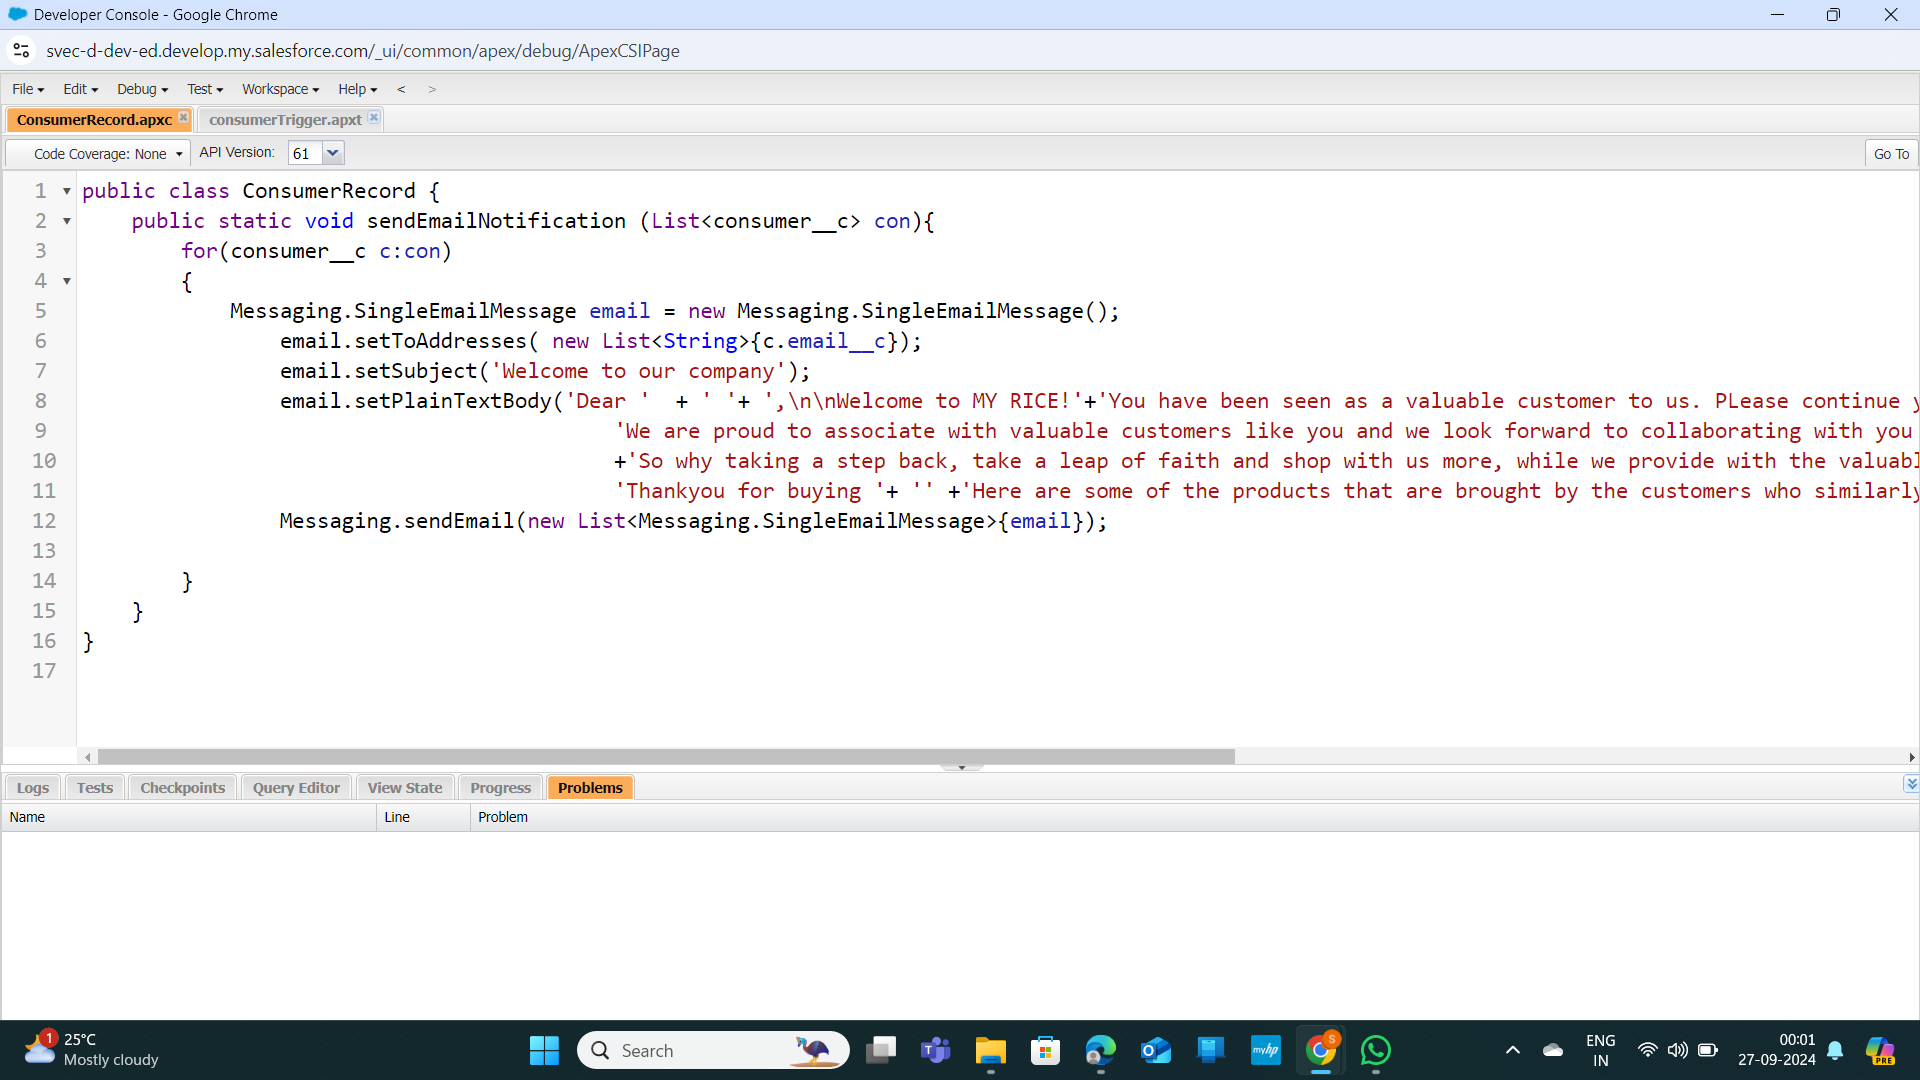 Developer Console - Google Chrome
svec-d-dev-ed.develop.my.salesforce.com/_ui/common/apex/debug/ApexCSIPage
File Edit Debug Test Workspace Help < >
ConsumerRecord.apxc consumerTrigger.apxt
Code Coverage: None API Version: 61 Go To
1 public class ConsumerRecord {
2 public static void sendEmailNotification (List<consumer__c> con){
3 for(consumer__c c:con)
4 {
5 Messaging.SingleEmailMessage email = new Messaging.SingleEmailMessage();
6 email.setToAddresses( new List<String>{c.email__c});
7 email.setSubject('Welcome to our company');
8 email.setPlainTextBody('Dear '  + ' '+ ',\n\nWelcome to MY RICE!'+'You have been seen as a valuable customer to us. PLease continue
9 'We are proud to associate with valuable customers like you and we look forward to collaborating with you
10 +'So why taking a step back, take a leap of faith and shop with us more, while we provide with the
11 'Thankyou for buying '+ '' +'Here are some of the products that are brought by the customers who similarly
12 Messaging.sendEmail(new List<Messaging.SingleEmailMessage>{email});
13
14 }
15 }
16 }
17
Logs Tests Checkpoints Query Editor View State Progress Problems
Name Line Problem
1 25°C
Mostly cloudy
Search
T
myhp
S
ENG
IN
00:01
27-09-2024
PRE